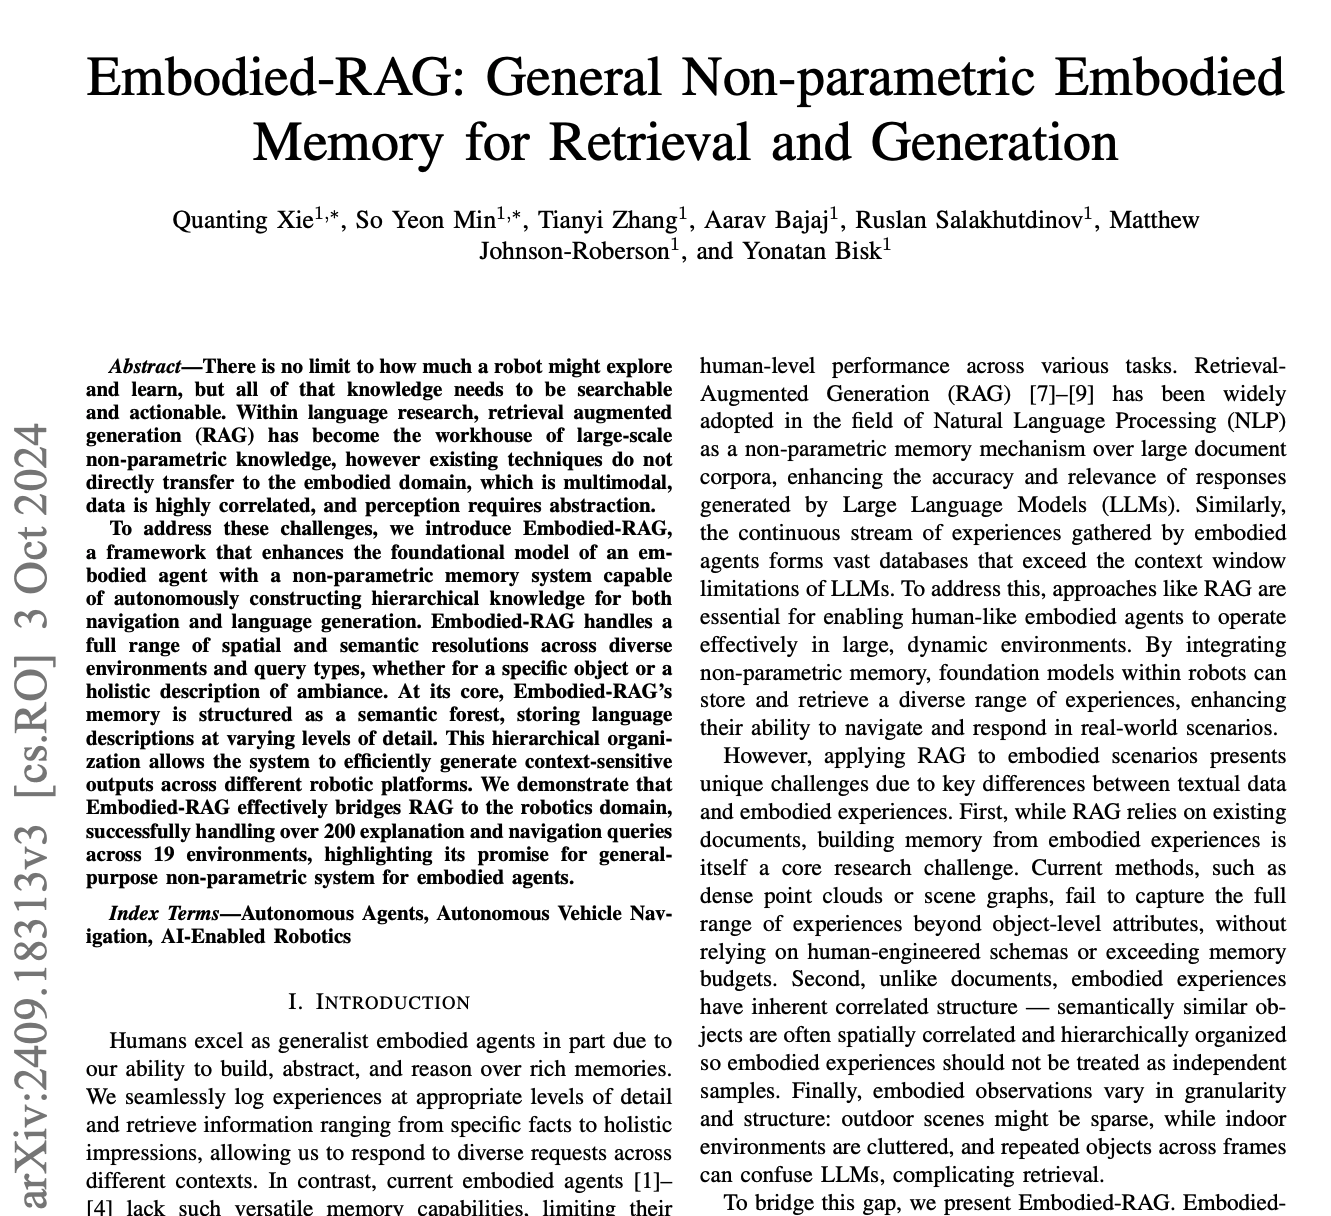 Embodied-RAG: General Non-parametric Embodied
Memory for Retrieval and Generation
Quanting Xie1,*, So Yeon Min1,*, Tianyi Zhang1, Aarav Bajaj1, Ruslan Salakhutdinov1, Matthew
Johnson-Roberson1, and Yonatan Bisk1
arXiv:2409.18313v3 [cs.RO] 3 Oct 2024
Abstract—There is no limit to how much a robot might explore
and learn, but all of that knowledge needs to be searchable
and actionable. Within language research, retrieval augmented
generation (RAG) has become the workhouse of large-scale
non-parametric knowledge, however existing techniques do not
directly transfer to the embodied domain, which is multimodal,
data is highly correlated, and perception requires abstraction.
To address these challenges, we introduce Embodied-RAG,
a framework that enhances the foundational model of an em-
bodied agent with a non-parametric memory system capable
of autonomously constructing hierarchical knowledge for both
navigation and language generation. Embodied-RAG handles a
full range of spatial and semantic resolutions across diverse
environments and query types, whether for a specific object or a
holistic description of ambiance. At its core, Embodied-RAG's
memory is structured as a semantic forest, storing language
descriptions at varying levels of detail. This hierarchical organi-
zation allows the system to efficiently generate context-sensitive
outputs across different robotic platforms. We demonstrate that
Embodied-RAG effectively bridges RAG to the robotics domain,
successfully handling over 200 explanation and navigation queries
across 19 environments, highlighting its promise for general-
purpose non-parametric system for embodied agents.
Index Terms—Autonomous Agents, Autonomous Vehicle Nav-
igation, AI-Enabled Robotics
I. INTRODUCTION
Humans excel as generalist embodied agents in part due to
our ability to build, abstract, and reason over rich memories.
We seamlessly log experiences at appropriate levels of detail
and retrieve information ranging from specific facts to holistic
impressions, allowing us to respond to diverse requests across
different contexts. In contrast, current embodied agents [1]–
[4] lack such versatile memory capabilities, limiting their
human-level performance across various tasks. Retrieval-
Augmented Generation (RAG) [7]–[9] has been widely
adopted in the field of Natural Language Processing (NLP)
as a non-parametric memory mechanism over large document
corpora, enhancing the accuracy and relevance of responses
generated by Large Language Models (LLMs). Similarly,
the continuous stream of experiences gathered by embodied
agents forms vast databases that exceed the context window
limitations of LLMs. To address this, approaches like RAG are
essential for enabling human-like embodied agents to operate
effectively in large, dynamic environments. By integrating
non-parametric memory, foundation models within robots can
store and retrieve a diverse range of experiences, enhancing
their ability to navigate and respond in real-world scenarios.
However, applying RAG to embodied scenarios presents
unique challenges due to key differences between textual data
and embodied experiences. First, while RAG relies on existing
documents, building memory from embodied experiences is
itself a core research challenge. Current methods, such as
dense point clouds or scene graphs, fail to capture the full
range of experiences beyond object-level attributes, without
relying on human-engineered schemas or exceeding memory
budgets. Second, unlike documents, embodied experiences
have inherent correlated structure — semantically similar ob-
jects are often spatially correlated and hierarchically organized
so embodied experiences should not be treated as independent
samples. Finally, embodied observations vary in granularity
and structure: outdoor scenes might be sparse, while indoor
environments are cluttered, and repeated objects across frames
can confuse LLMs, complicating retrieval.
To bridge this gap, we present Embodied-RAG. Embodied-